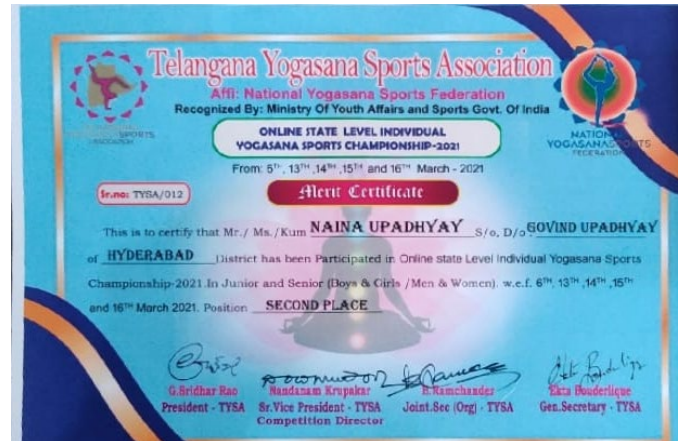 Telangana Yogasana Sports Association
Affi: National Yogasana Sports Federation
Recognized By: Ministry Of Youth Affairs and Sports Govt. Of India
ONLINE STATE LEVEL INDIVIDUAL
YOGASANA SPORTS CHAMPIONSHIP-2021
NATIONAL
YOGASANASPORTS
FEDERATION
From: 5TH, 13TH ,14TH ,15TH and 16TH March - 2021
Sr.no: TYSA/012
Merit Certificate
This is to certify that Mr./ Ms./Kum NAINA UPADHYAY S/o, D/o GOVIND UPADHYAY
of HYDERABAD District has been Participated in Online state Level Individual Yogasana Sports
Championship-2021.In Junior and Senior (Boys & Girls /Men & Women). w.e.f. 6TH, 13TH ,14TH ,15TH
and 16TH March 2021. Position SECOND PLACE
G.Sridhar Rao
President - TYSA
Nandanam Krupakar
Sr.Vice President - TYSA
Competition Director
Ramchander
Joint.Sec (Org) - TYSA
Ekta Bouderlique
Gen.Secretary - TYSA